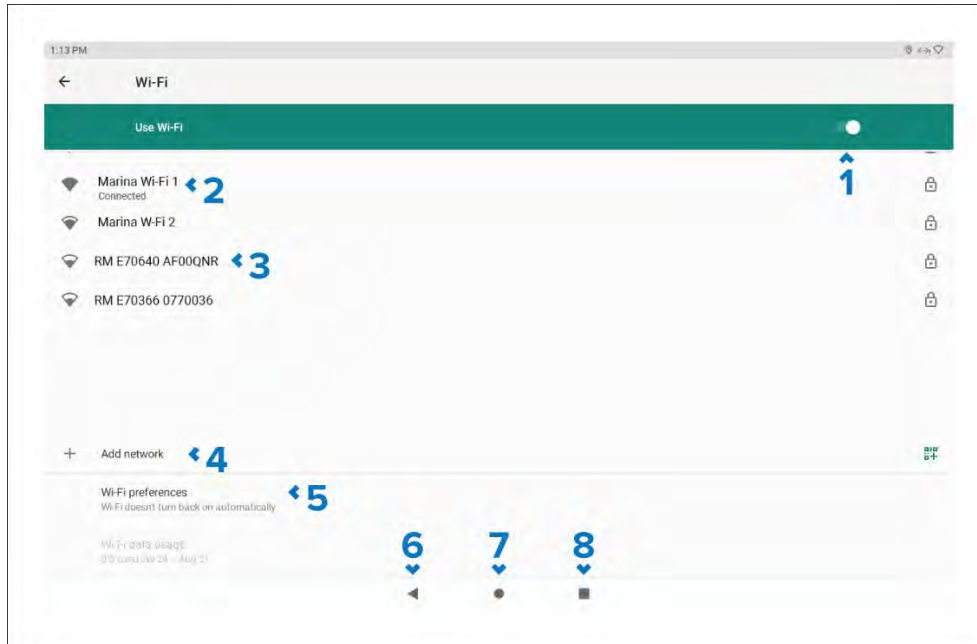 1:13 PM
Wi-Fi
Use Wi-Fi
1
Marina Wi-Fi 1
Connected
2
Marina W-Fi 2
RM E70640 AF00QNR
3
RM E70366 0770036
Add network
4
Wi-Fi preferences
Wi-Fi doesn't turn back on automatically
5
Wi-Fi data usage
6 7 8